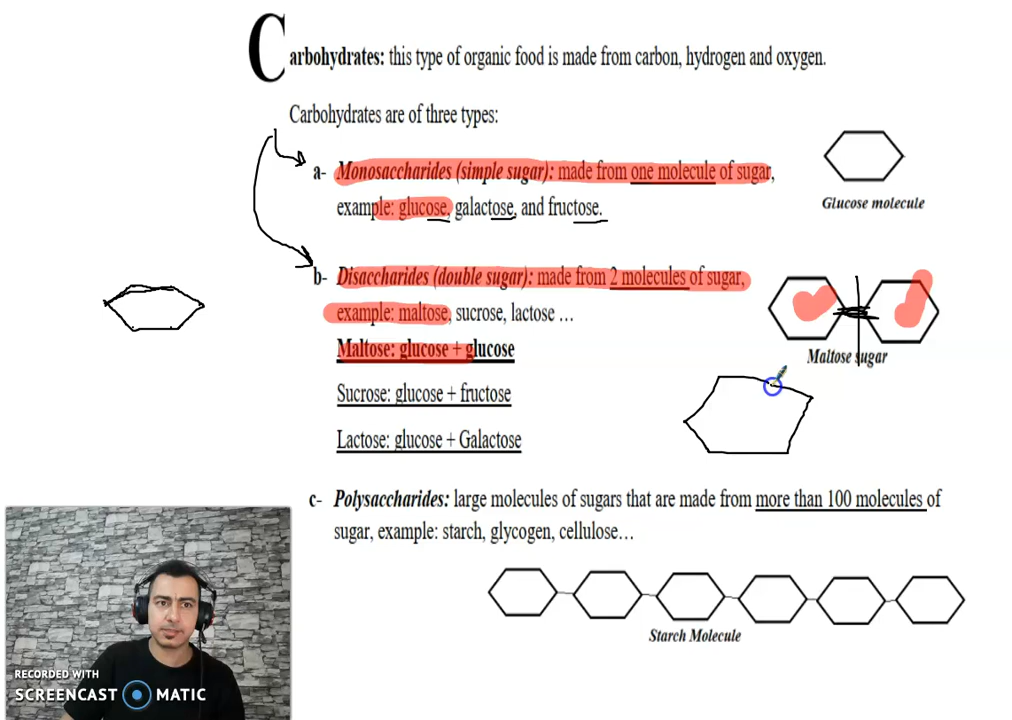 Carbohydrates: this type of organic food is made from carbon, hydrogen and oxygen.
Carbohydrates are of three types:
a- Monosaccharides (simple sugar): made from one molecule of sugar,
example: glucose, galactose, and fructose.
Glucose molecule
b- Disaccharides (double sugar): made from 2 molecules of sugar,
example: maltose, sucrose, lactose …
Maltose: glucose + glucose
Maltose sugar
Sucrose: glucose + fructose
Lactose: glucose + Galactose
c- Polysaccharides: large molecules of sugars that are made from more than 100 molecules of
sugar, example: starch, glycogen, cellulose…
Starch Molecule
RECORDED WITH
SCREENCAST MATIC